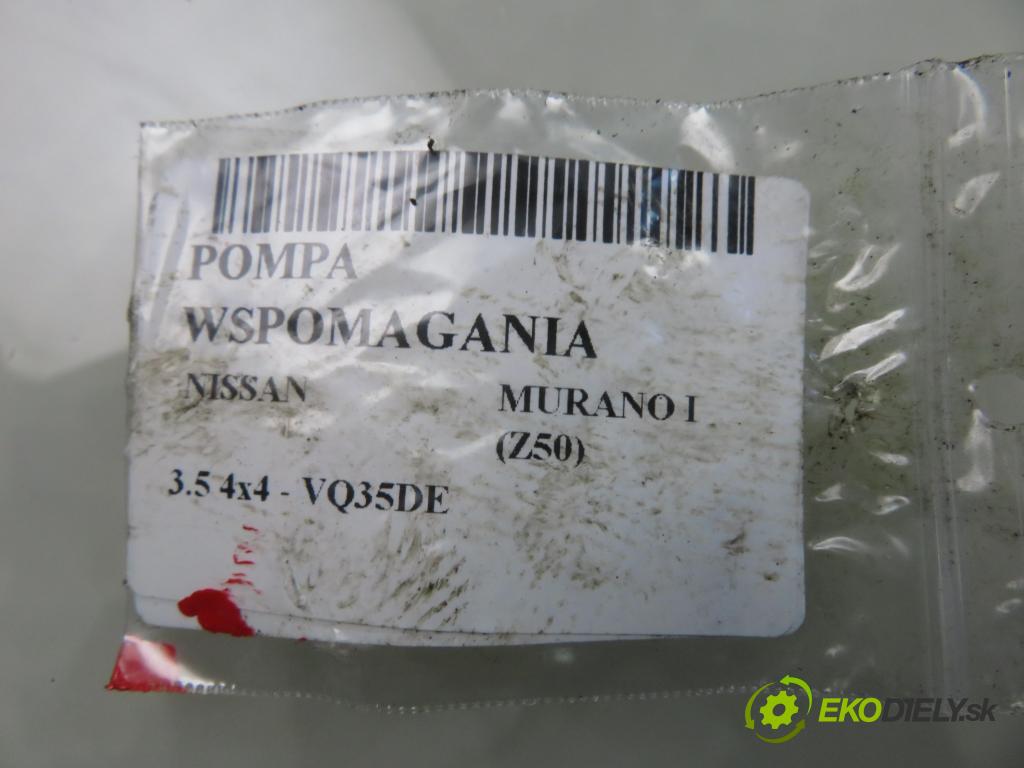 POMPA
WSPOMAGANIA
NISSAN MURANO I
(Z50)
3.5 4x4 - VQ35DE
EKODIELY.sk